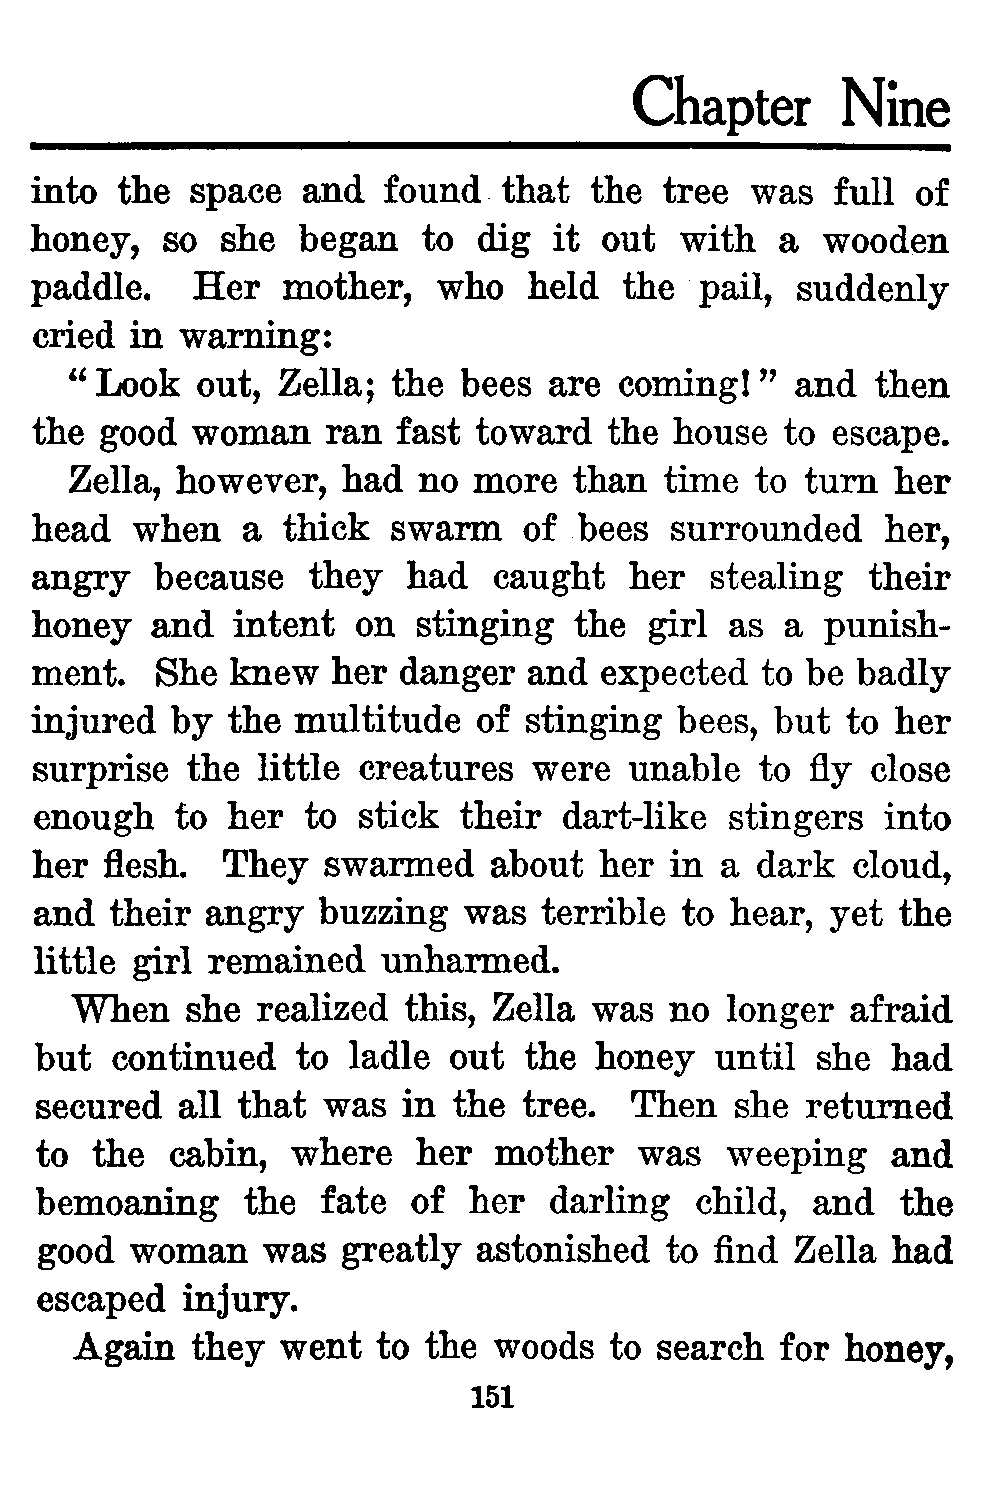 Chapter Nine
into the space and found that the tree was full of
honey, so she began to dig it out with a wooden
paddle. Her mother, who held the pail, suddenly
cried in warning:
“Look out, Zella; the bees are coming!” and then
the good woman ran fast toward the house to escape.
Zella, however, had no more than time to turn her
head when a thick swarm of bees surrounded her,
angry because they had caught her stealing their
honey and intent on stinging the girl as a punish-
ment. She knew her danger and expected to be badly
injured by the multitude of stinging bees, but to her
surprise the little creatures were unable to fly close
enough to her to stick their dart-like stingers into
her flesh. They swarmed about her in a dark cloud,
and their angry buzzing was terrible to hear, yet the
little girl remained unharmed.
When she realized this, Zella was no longer afraid
but continued to ladle out the honey until she had
secured all that was in the tree. Then she returned
to the cabin, where her mother was weeping and
bemoaning the fate of her darling child, and the
good woman was greatly astonished to find Zella had
escaped injury.
Again they went to the woods to search for honey,
151